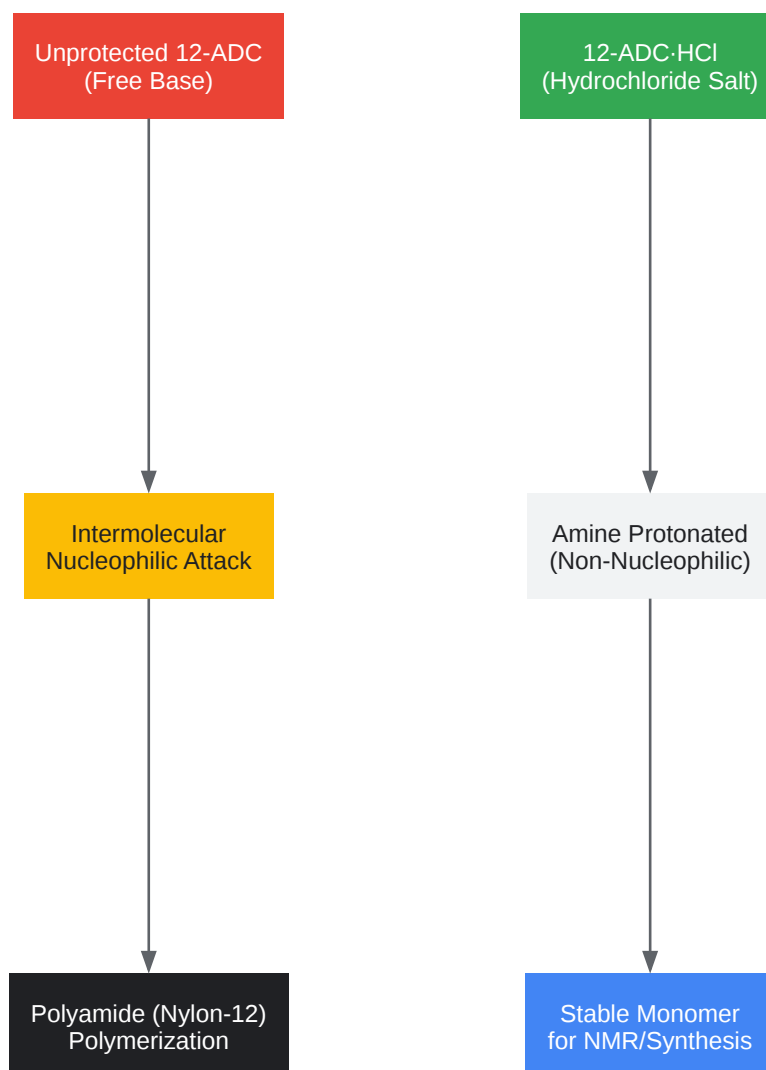 Unprotected 12-ADC
(Free Base)
12-ADC·HCl
(Hydrochloride Salt)
Intermolecular
Nucleophilic Attack
Amine Protonated
(Non-Nucleophilic)
Polyamide (Nylon-12)
Polymerization
Stable Monomer
for NMR/Synthesis